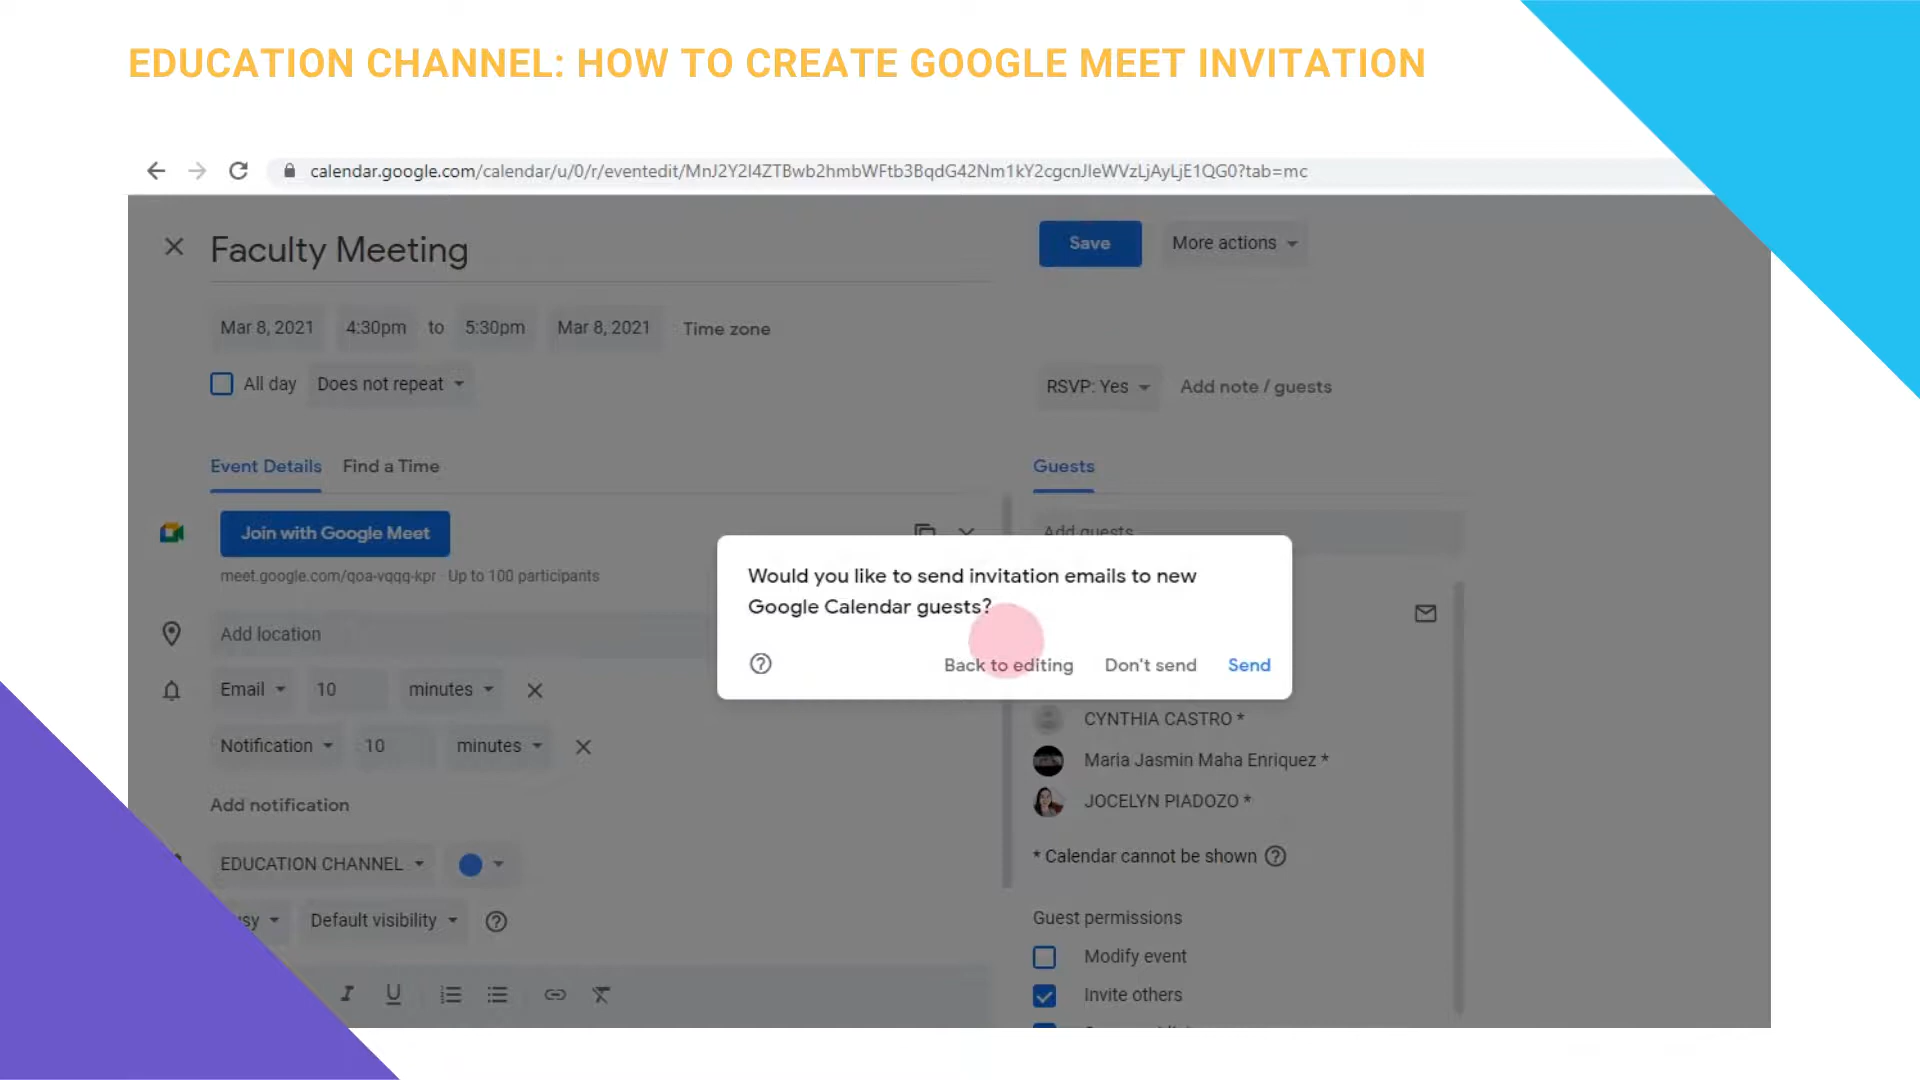 EDUCATION CHANNEL: HOW TO CREATE GOOGLE MEET INVITATION
calendar.google.com/calendar/u/0/r/eventedit/MnJ2Y2I4ZTBwb2hmbWFtb3BqdG42Nm1kY2cgcnJleWVzLjAyLjE1QG0?tab=mc
Faculty Meeting
Save
More actions
Mar 8, 2021
4:30pm
to
5:30pm
Mar 8, 2021
Time zone
All day
Does not repeat
RSVP: Yes
Add note / guests
Event Details
Find a Time
Guests
Join with Google Meet
Add guests
meet.google.com/qoa-vqqq-kpr · Up to 100 participants
Would you like to send invitation emails to new
Google Calendar guests?
Back to editing
Don't send
Send
Add location
Email
10
minutes
Notification
10
minutes
Add notification
CYNTHIA CASTRO *
Maria Jasmin Maha Enriquez *
JOCELYN PIADOZO *
* Calendar cannot be shown
EDUCATION CHANNEL
Default visibility
Guest permissions
Modify event
Invite others